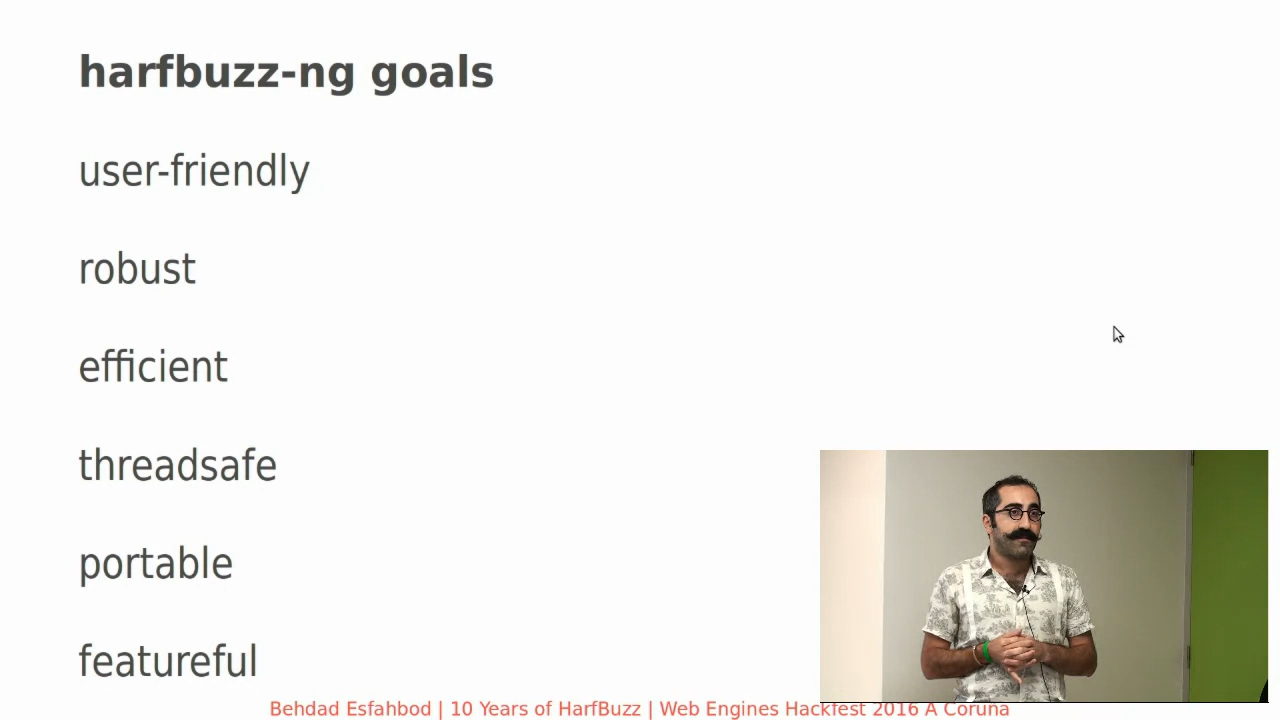 harfbuzz-ng goals
user-friendly
robust
efficient
threadsafe
portable
featureful
Behdad Esfahbod | 10 Years of HarfBuzz | Web Engines Hackfest 2016 A Coruña